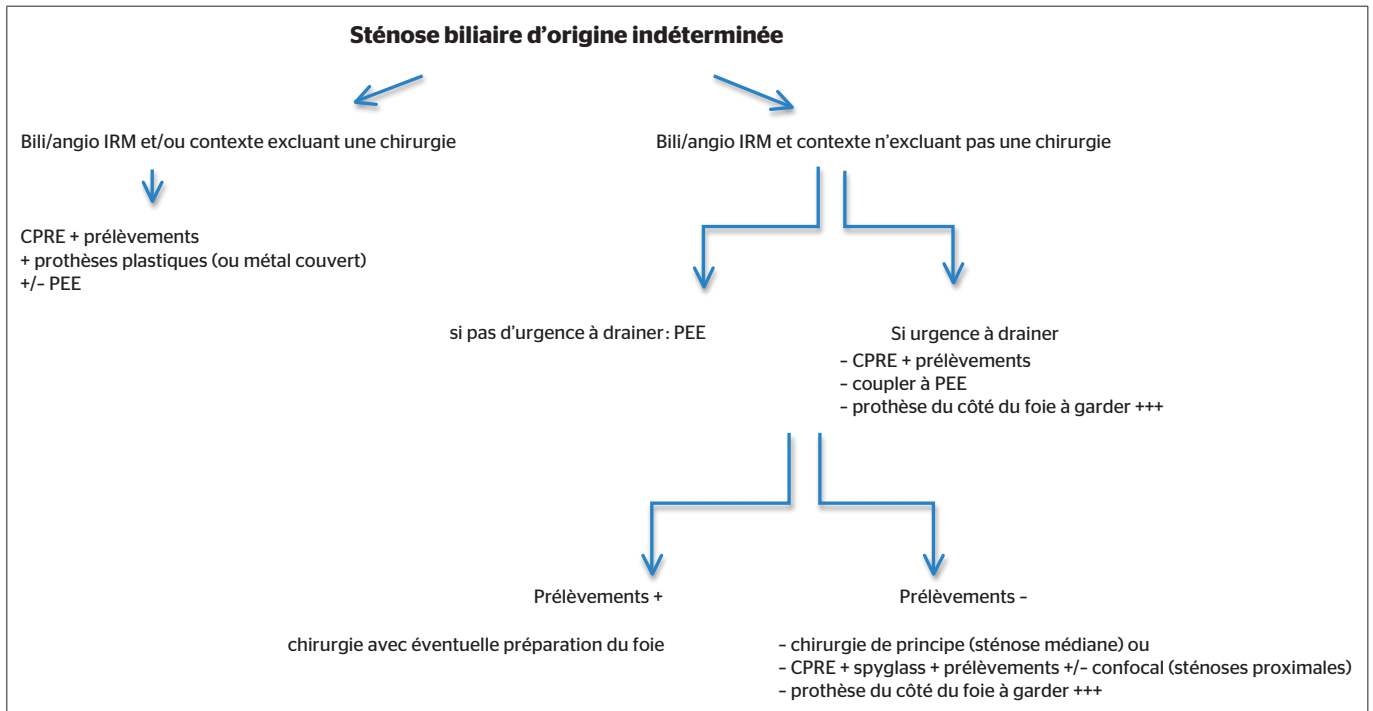 Sténose biliaire d'origine indéterminée
Bili/angio IRM et/ou contexte excluant une chirurgie
Bili/angio IRM et contexte n'excluant pas une chirurgie
CPRE + prélèvements
+ prothèses plastiques (ou métal couvert)
+/– PEE
si pas d'urgence à drainer: PEE
Si urgence à drainer
– CPRE + prélèvements
– coupler à PEE
– prothèse du côté du foie à garder +++
Prélèvements +
chirurgie avec éventuelle préparation du foie
Prélèvements –
– chirurgie de principe (sténose médiane) ou
– CPRE + spyglass + prélèvements +/– confocal (sténoses proximales)
– prothèse du côté du foie à garder +++